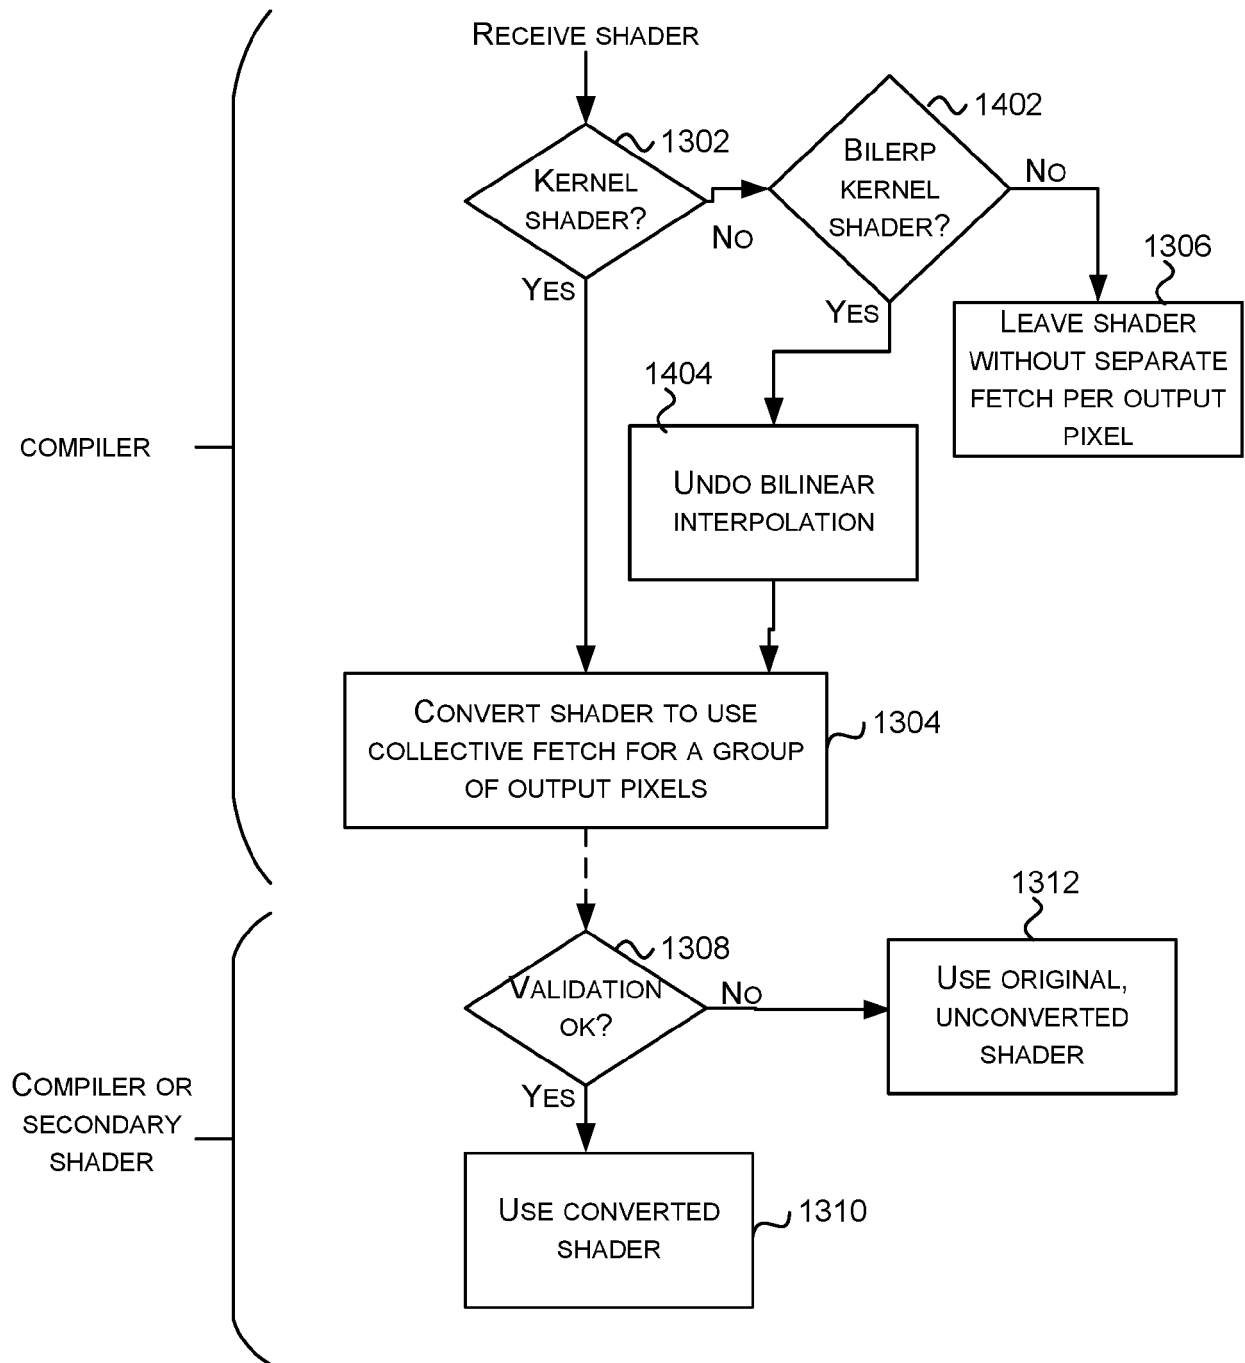 RECEIVE SHADER
1302
KERNEL
SHADER?
NO
YES
1402
BILERP
KERNEL
SHADER?
NO
YES
1306
LEAVE SHADER
WITHOUT SEPARATE
FETCH PER OUTPUT
PIXEL
1404
UNDO BILINEAR
INTERPOLATION
COMPILER
CONVERT SHADER TO USE
COLLECTIVE FETCH FOR A GROUP
OF OUTPUT PIXELS
1304
1308
VALIDATION
OK?
NO
YES
1312
USE ORIGINAL,
UNCONVERTED
SHADER
COMPILER OR
SECONDARY
SHADER
USE CONVERTED
SHADER
1310